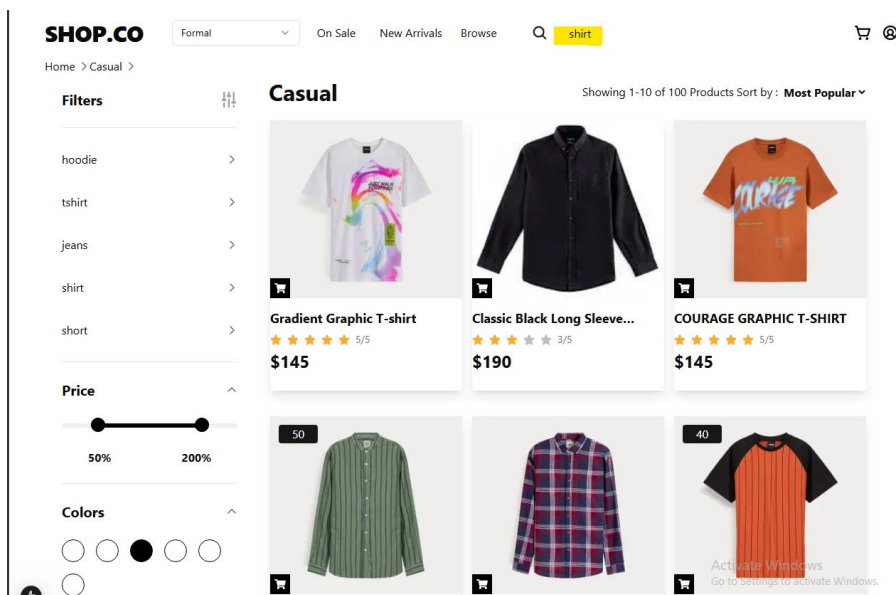 SHOP.CO Formal On Sale New Arrivals Browse shirt
Home > Casual >
Filters
hoodie
tshirt
jeans
shirt
short
Price
50% 200%
Colors
Casual
Showing 1-10 of 100 Products Sort by : Most Popular
Gradient Graphic T-shirt
5/5
$145
Classic Black Long Sleeve...
3/5
$190
COURAGE GRAPHIC T-SHIRT
5/5
$145
50
40
Activate Windows
Go to Settings to activate Windows.